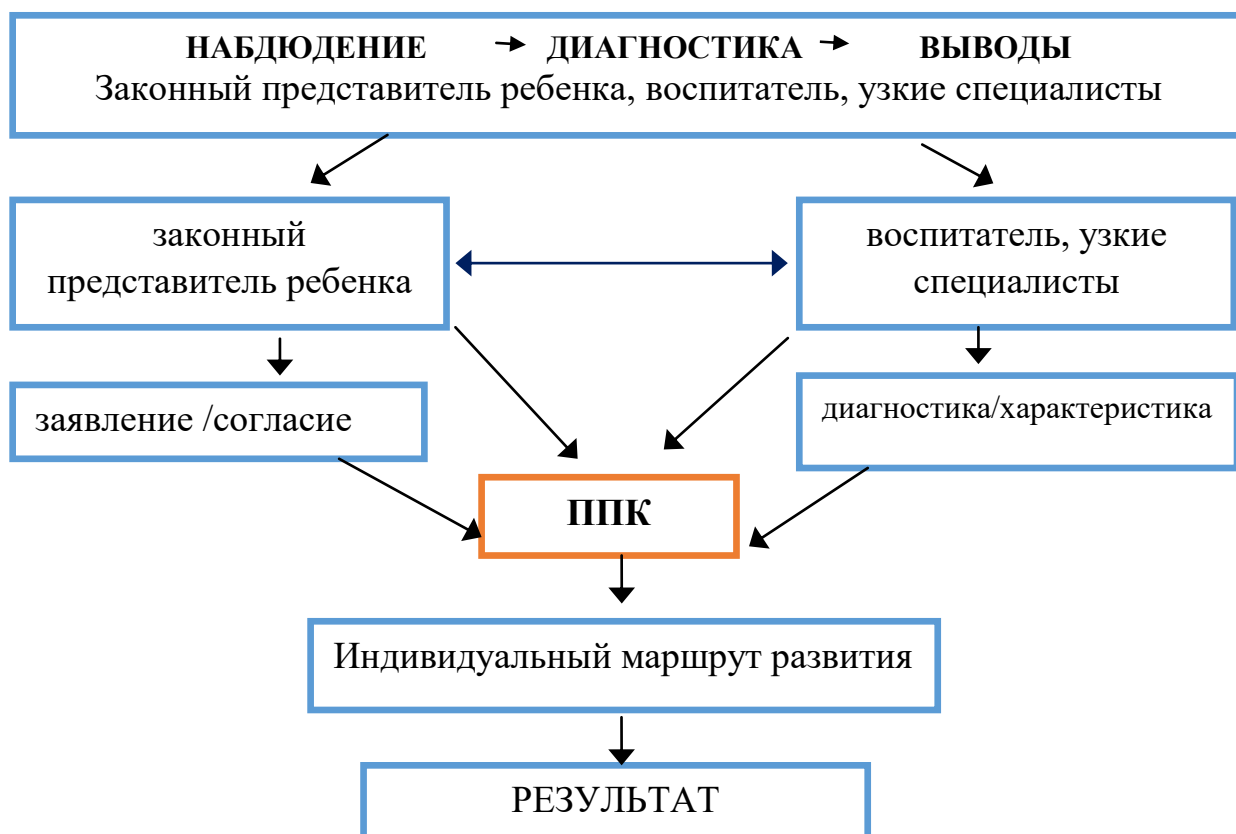 НАБДЮДЕНИЕ ДИАГНОСТИКА ВЫВОДЫ
Законный представитель ребенка, воспитатель, узкие специалисты
законный
представитель ребенка
воспитатель, узкие
специалисты
заявление /согласие
диагностика/характеристика
ППК
Индивидуальный маршрут развития
РЕЗУЛЬТАТ